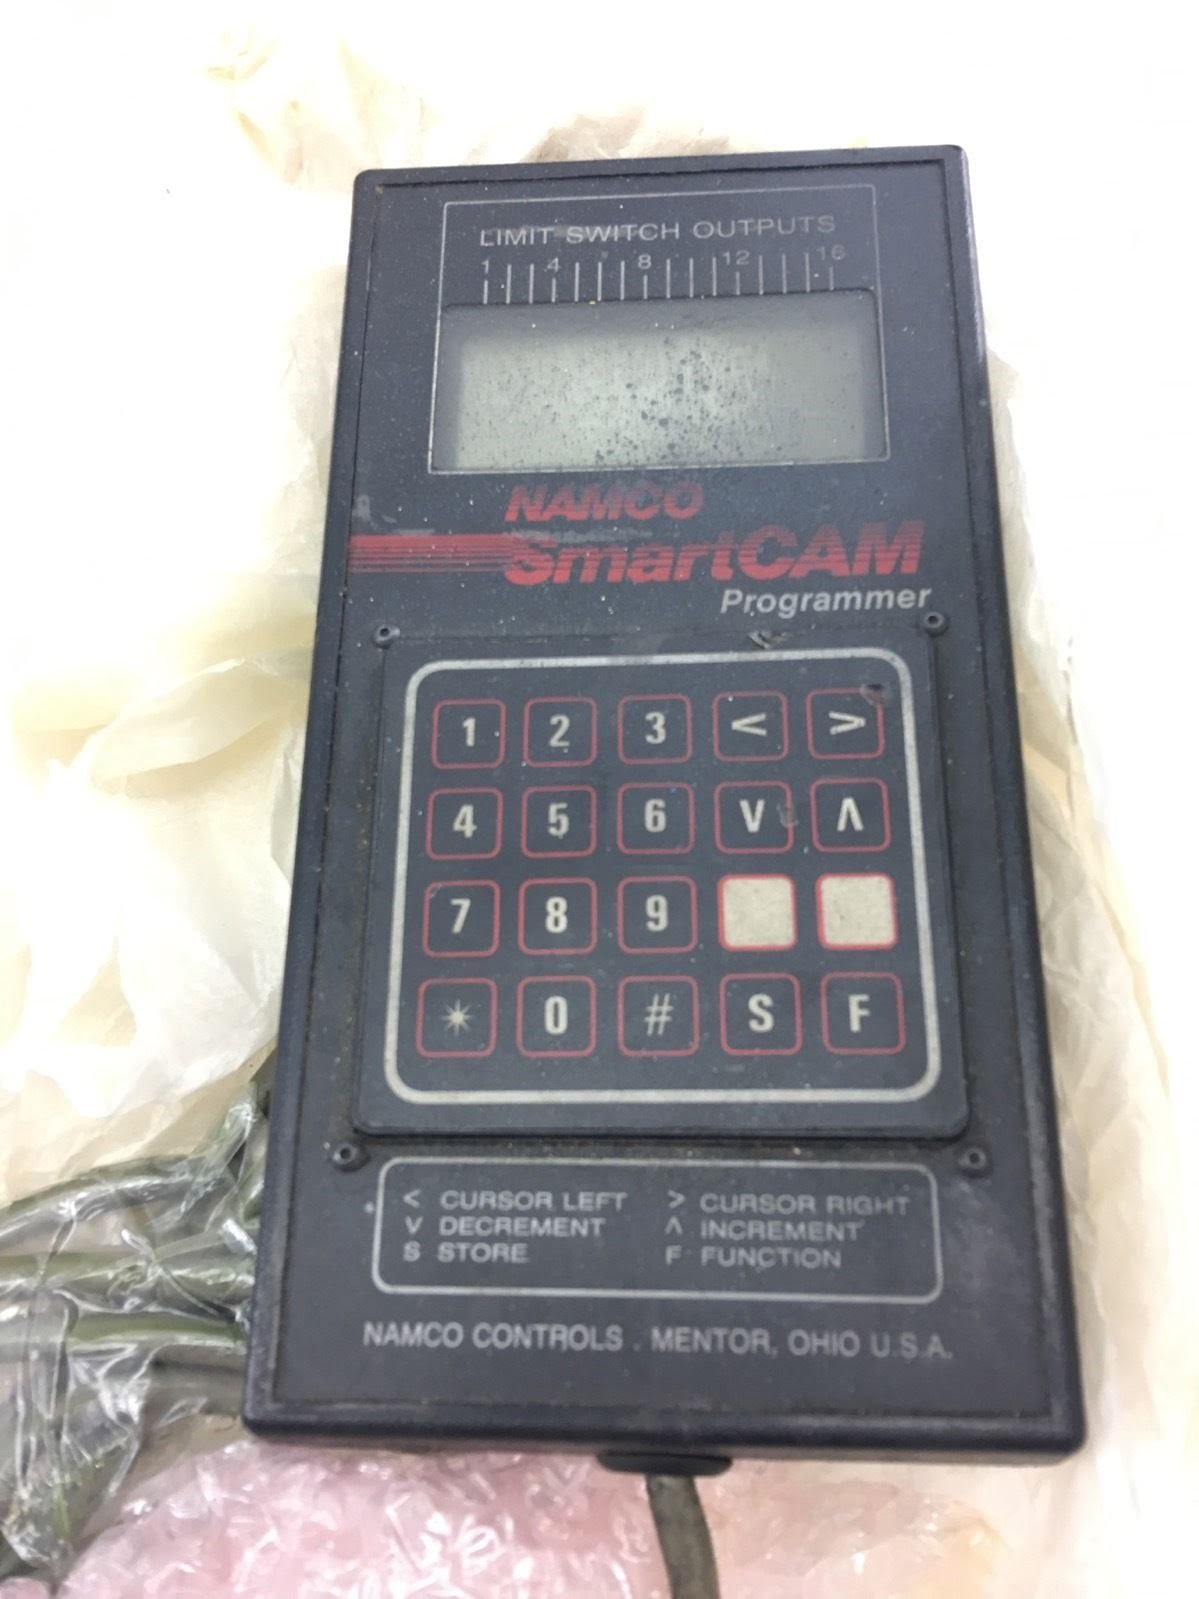 LIMIT SWITCH OUTPUTS
1 4 8 12 16
NAMCO
SmartCAM
Programmer
1 2 3 < >
4 5 6 V Λ
7 8 9
* 0 # S F
< CURSOR LEFT > CURSOR RIGHT
V DECREMENT Λ INCREMENT
S STORE F FUNCTION
NAMCO CONTROLS . MENTOR, OHIO U.S.A.